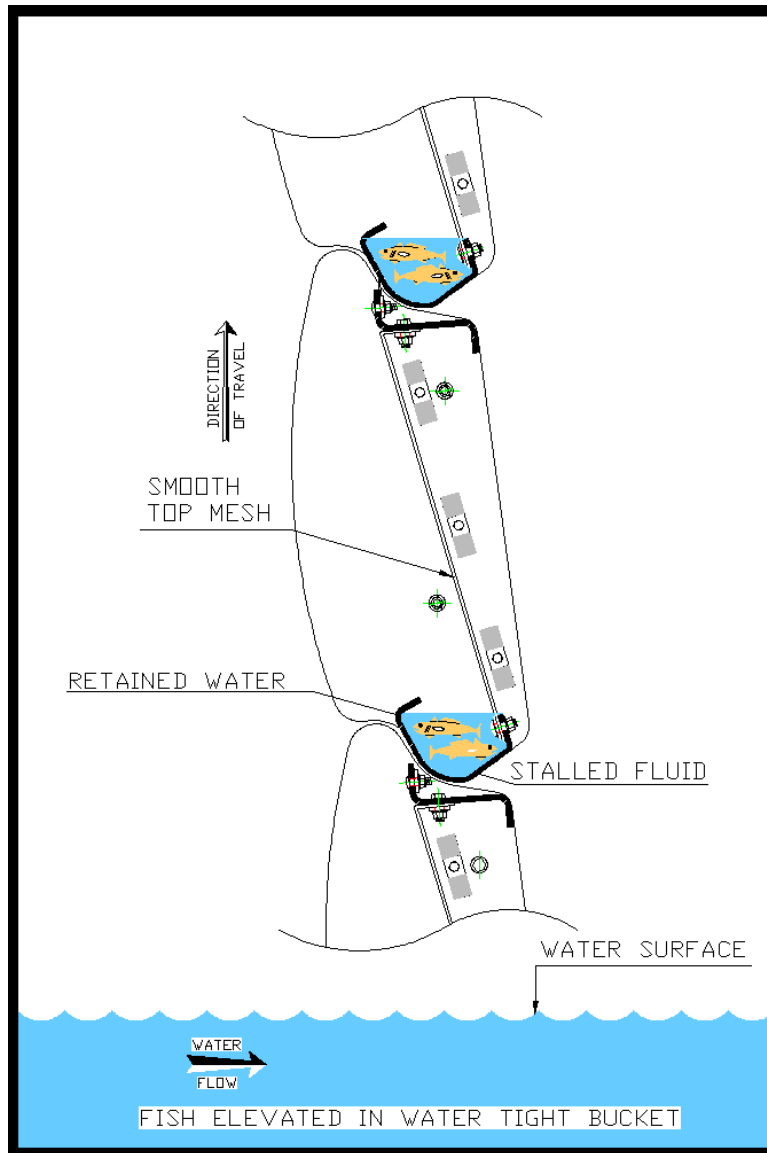 DIRECTION
OF TRAVEL
SMOOTH
TOP MESH
RETAINED WATER
STALLED FLUID
WATER SURFACE
WATER
FLOW
FISH ELEVATED IN WATER TIGHT BUCKET